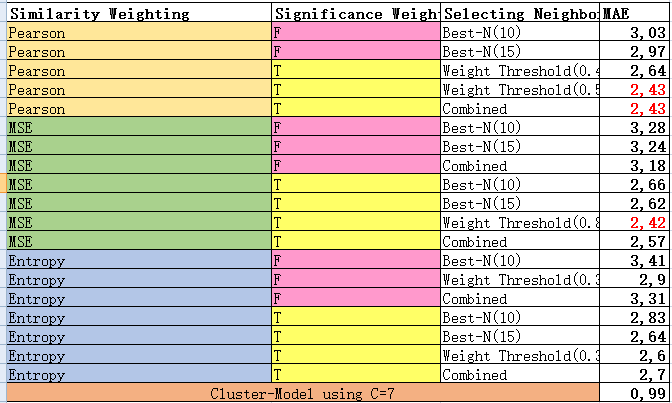 Similarity Weighting Significance Weight Selecting Neighbo MAE
Pearson F Best-N(10) 3,03
Pearson F Best-N(15) 2,97
Pearson T Weight Threshold(0.4 2,64
Pearson T Weight Threshold(0.5 2,43
Pearson T Combined 2,43
MSE F Best-N(10) 3,28
MSE F Best-N(15) 3,24
MSE F Combined 3,18
MSE T Best-N(10) 2,66
MSE T Best-N(15) 2,62
MSE T Weight Threshold(0.8 2,42
MSE T Combined 2,57
Entropy F Best-N(10) 3,41
Entropy F Weight Threshold(0.3 2,9
Entropy F Combined 3,31
Entropy T Best-N(10) 2,83
Entropy T Best-N(15) 2,64
Entropy T Weight Threshold(0.3 2,6
Entropy T Combined 2,7
Cluster-Model using C=7 0,99